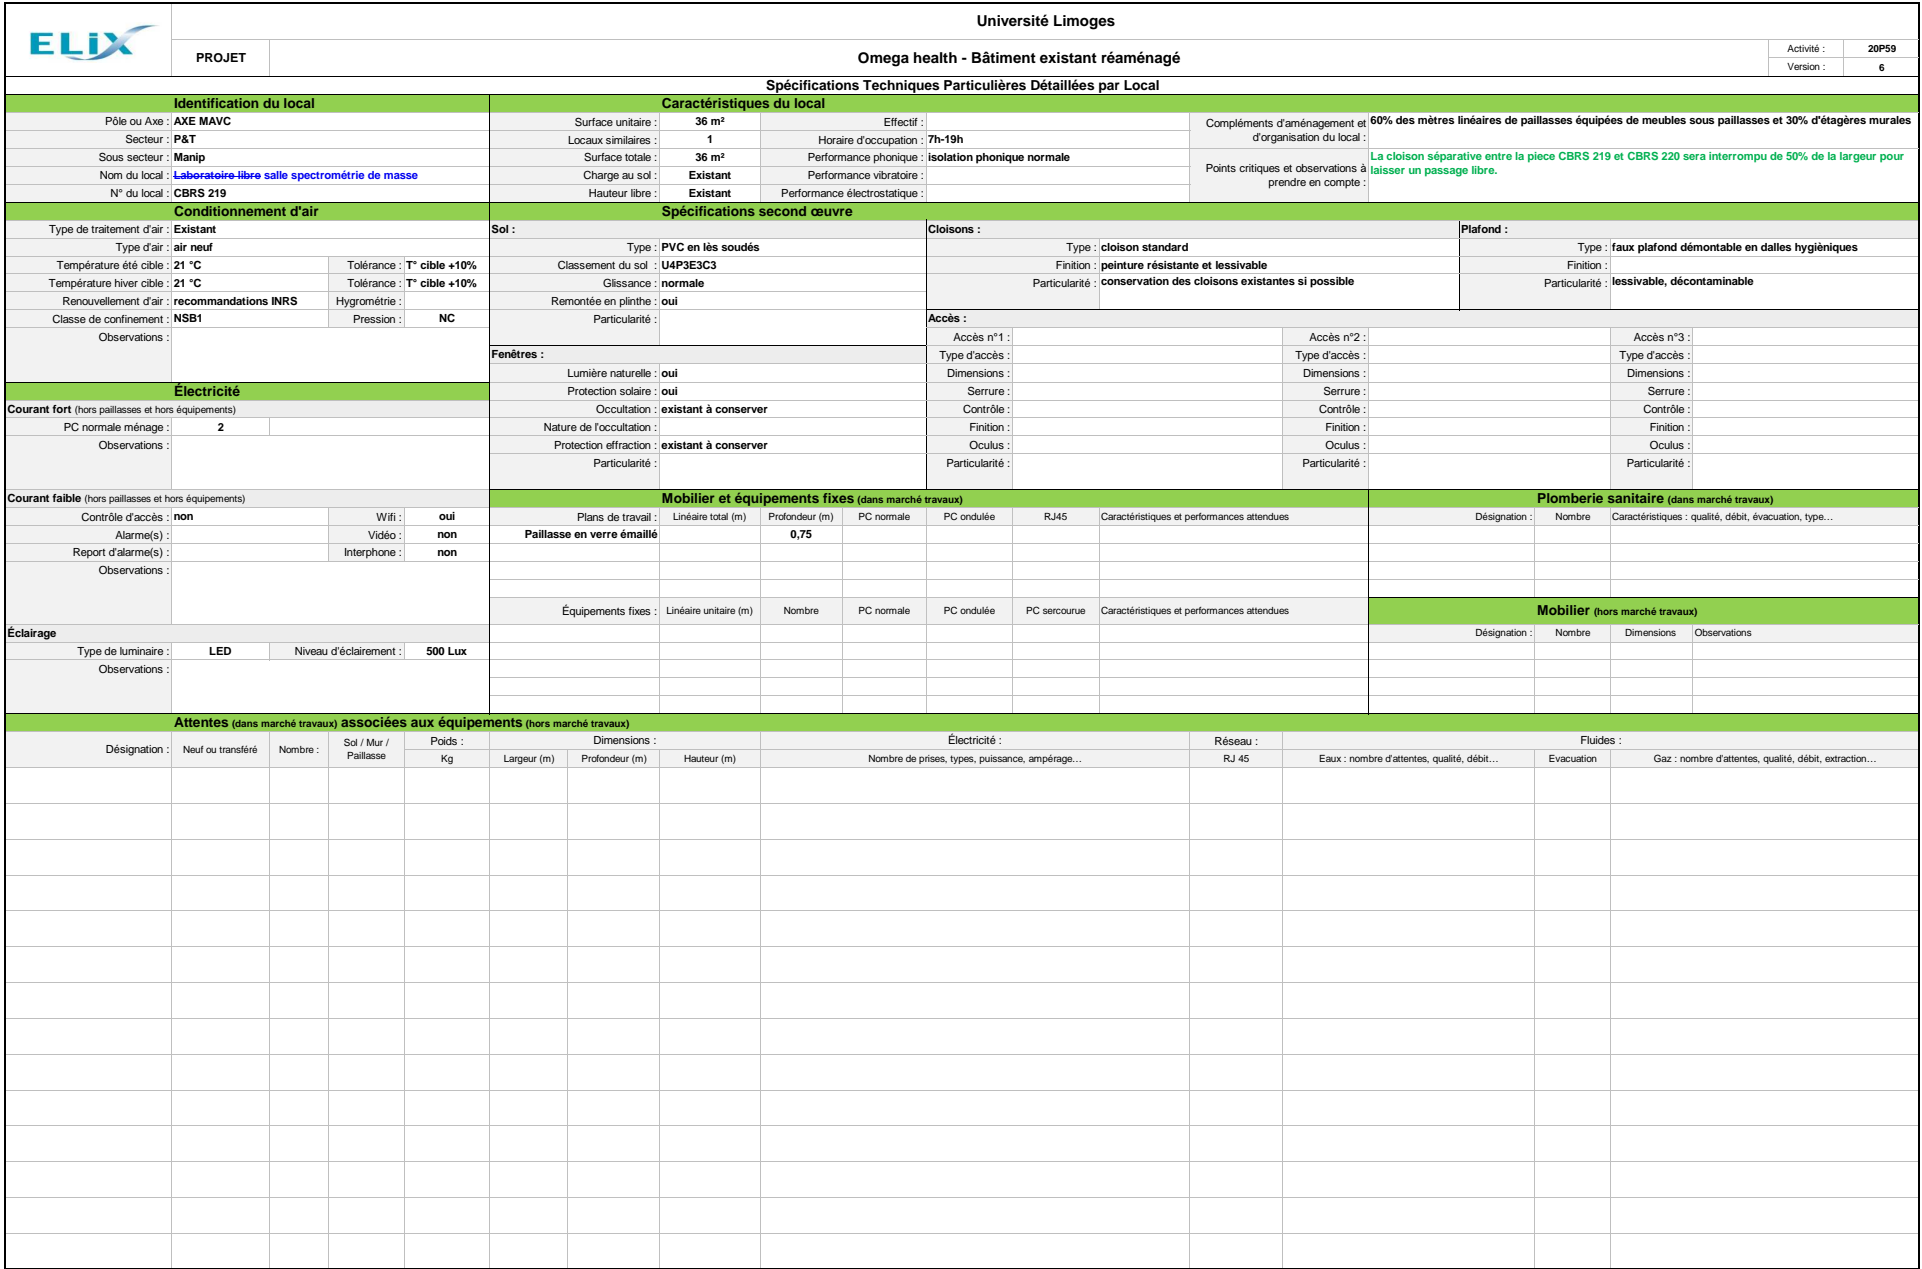 ELiX
Université Limoges
PROJET
Omega health - Bâtiment existant réaménagé
Activité : 20P59
Version : 6
Spécifications Techniques Particulières Détaillées par Local
Identification du local
Pôle ou Axe : AXE MAVC
Secteur : P&T
Sous secteur : Manip
Nom du local : Laboratoire libre salle spectrométrie de masse
N° du local : CBRS 219
Caractéristiques du local
Surface unitaire : 36 m² Effectif :
Locaux similaires : 1 Horaire d'occupation : 7h-19h
Surface totale : 36 m² Performance phonique : isolation phonique normale
Charge au sol : Existant Performance vibratoire :
Hauteur libre : Existant Performance électrostatique :
Compléments d'aménagement et d'organisation du local :
60% des mètres linéaires de paillasses équipées de meubles sous paillasses et 30% d'étagères murales
Points critiques et observations à prendre en compte :
La cloison séparative entre la piece CBRS 219 et CBRS 220 sera interrompu de 50% de la largeur pour
laisser un passage libre.
Conditionnement d'air
Type de traitement d'air : Existant
Type d'air : air neuf
Température été cible : 21 °C Tolérance : T° cible +10%
Température hiver cible : 21 °C Tolérance : T° cible +10%
Renouvellement d'air : recommandations INRS Hygrométrie :
Classe de confinement : NSB1 Pression : NC
Observations :
Électricité
Courant fort (hors paillasses et hors équipements)
PC normale ménage : 2
Observations :
Courant faible (hors paillasses et hors équipements)
Contrôle d'accès : non Wifi : oui
Alarme(s) : Vidéo : non
Report d'alarme(s) : Interphone : non
Observations :
Éclairage
Type de luminaire : LED Niveau d'éclairement : 500 Lux
Observations :
Spécifications second œuvre
Sol :
Type : PVC en lès soudés
Classement du sol : U4P3E3C3
Glissance : normale
Remontée en plinthe : oui
Particularité :
Fenêtres :
Lumière naturelle : oui
Protection solaire : oui
Occultation : existant à conserver
Nature de l'occultation :
Protection effraction : existant à conserver
Particularité :
Cloisons :
Type : cloison standard
Finition : peinture résistante et lessivable
Particularité : conservation des cloisons existantes si possible
Plafond :
Type : faux plafond démontable en dalles hygièniques
Finition :
Particularité : lessivable, décontaminable
Accès :
Accès n°1 : Accès n°2 : Accès n°3 :
Type d'accès : Type d'accès : Type d'accès :
Dimensions : Dimensions : Dimensions :
Serrure : Serrure : Serrure :
Contrôle : Contrôle : Contrôle :
Finition : Finition : Finition :
Oculus : Oculus : Oculus :
Particularité : Particularité : Particularité :
Mobilier et équipements fixes (dans marché travaux)
Plans de travail : Linéaire total (m) Profondeur (m) PC normale PC ondulée RJ45 Caractéristiques et performances attendues
Paillasse en verre émaillé 0,75
Équipements fixes : Linéaire unitaire (m) Nombre PC normale PC ondulée PC sercourue Caractéristiques et performances attendues
Plomberie sanitaire (dans marché travaux)
Désignation : Nombre Caractéristiques : qualité, débit, évacuation, type…
Mobilier (hors marché travaux)
Désignation : Nombre Dimensions Observations
Attentes (dans marché travaux) associées aux équipements (hors marché travaux)
Désignation : Neuf ou transféré Nombre : Sol / Mur / Paillasse Poids : Dimensions : Électricité : Réseau : Fluides :
Kg Largeur (m) Profondeur (m) Hauteur (m) Nombre de prises, types, puissance, ampérage… RJ 45 Eaux : nombre d'attentes, qualité, débit… Evacuation Gaz : nombre d'attentes, qualité, débit, extraction…